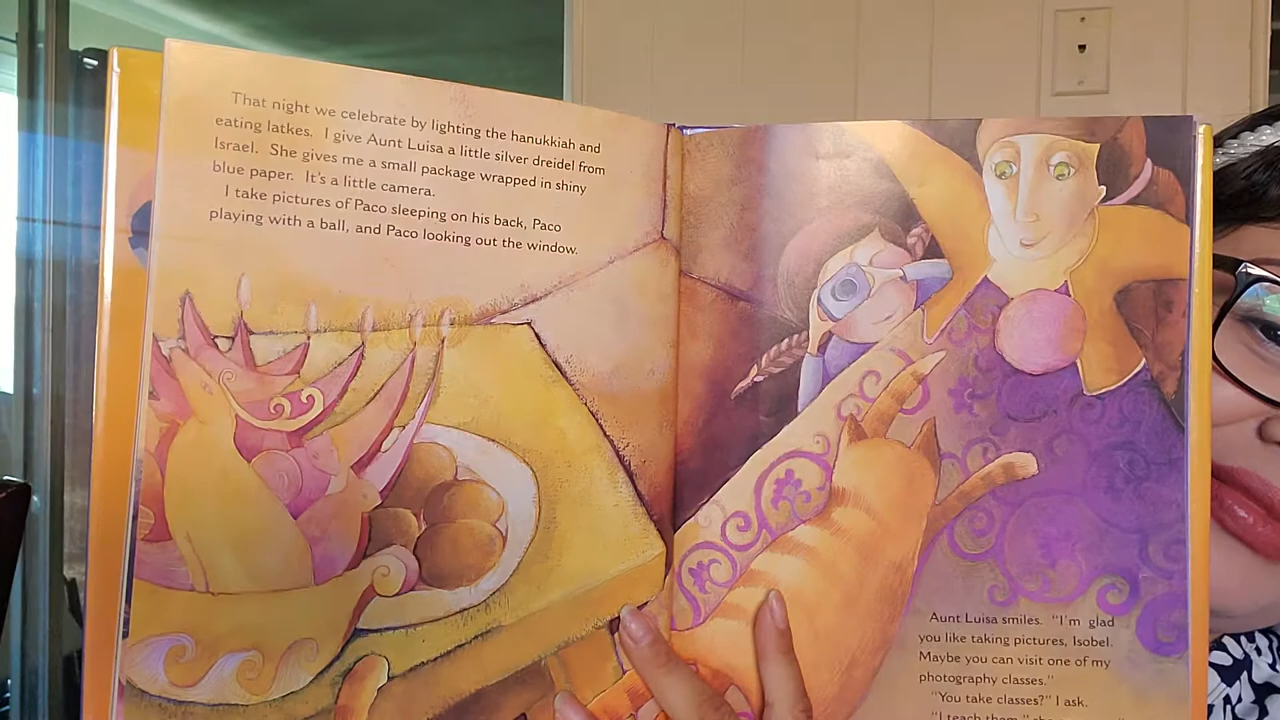 That night we celebrate by lighting the hanukkiah and
eating latkes. I give Aunt Luisa a little silver dreidel from
Israel. She gives me a small package wrapped in shiny
blue paper. It's a little camera.
I take pictures of Paco sleeping on his back, Paco
playing with a ball, and Paco looking out the window.
Aunt Luisa smiles. "I'm glad
you like taking pictures, Isobel.
Maybe you can visit one of my
photography classes."
"You take classes?" I ask.
"I teach them,"